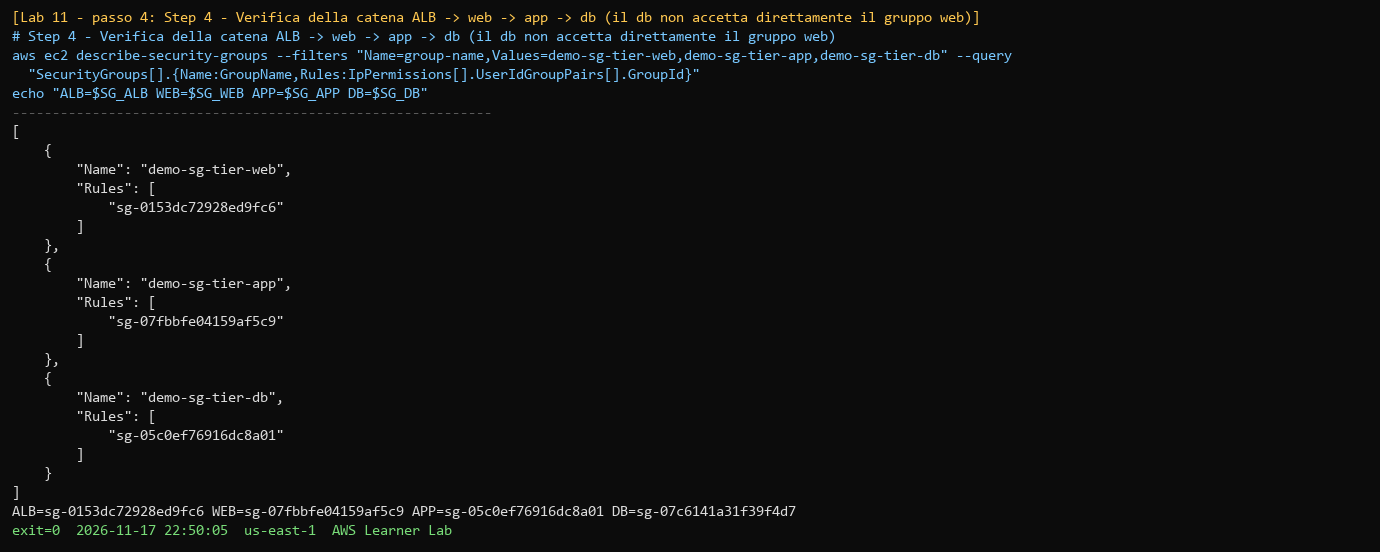 [Lab 11 - passo 4: Step 4 - Verifica della catena ALB -> web -> app -> db (il db non accetta direttamente il gruppo web)]
# Step 4 - Verifica della catena ALB -> web -> app -> db (il db non accetta direttamente il gruppo web)
aws ec2 describe-security-groups --filters "Name=group-name,Values=demo-sg-tier-web,demo-sg-tier-app,demo-sg-tier-db" --query
  "SecurityGroups[].{Name:GroupName,Rules:IpPermissions[].UserIdGroupPairs[].GroupId}"
echo "ALB=$SG_ALB WEB=$SG_WEB APP=$SG_APP DB=$SG_DB"
------------------------------------------------------------
[
    {
        "Name": "demo-sg-tier-web",
        "Rules": [
            "sg-0153dc72928ed9fc6"
        ]
    },
    {
        "Name": "demo-sg-tier-app",
        "Rules": [
            "sg-07fbbfe04159af5c9"
        ]
    },
    {
        "Name": "demo-sg-tier-db",
        "Rules": [
            "sg-05c0ef76916dc8a01"
        ]
    }
]
ALB=sg-0153dc72928ed9fc6 WEB=sg-07fbbfe04159af5c9 APP=sg-05c0ef76916dc8a01 DB=sg-07c6141a31f39f4d7
exit=0  2026-11-17 22:50:05  us-east-1  AWS Learner Lab